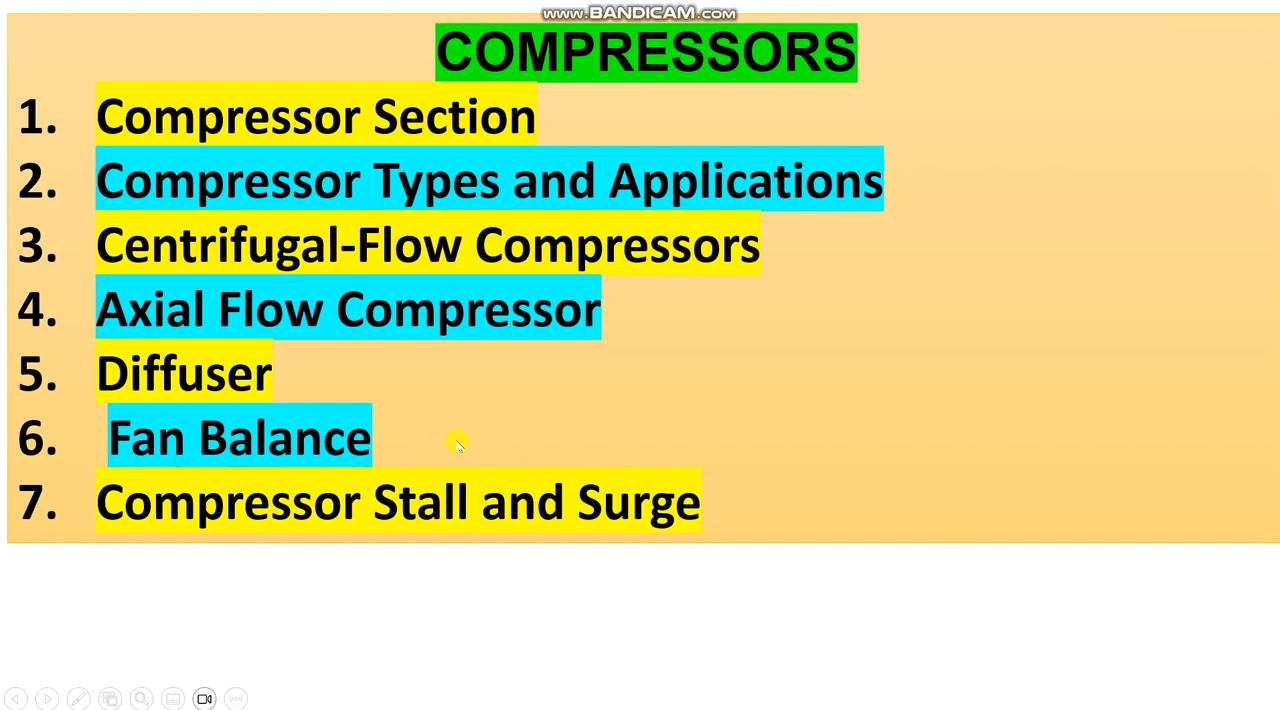 www.BANDICAM.com
COMPRESSORS
1. Compressor Section
2. Compressor Types and Applications
3. Centrifugal-Flow Compressors
4. Axial Flow Compressor
5. Diffuser
6. Fan Balance
7. Compressor Stall and Surge